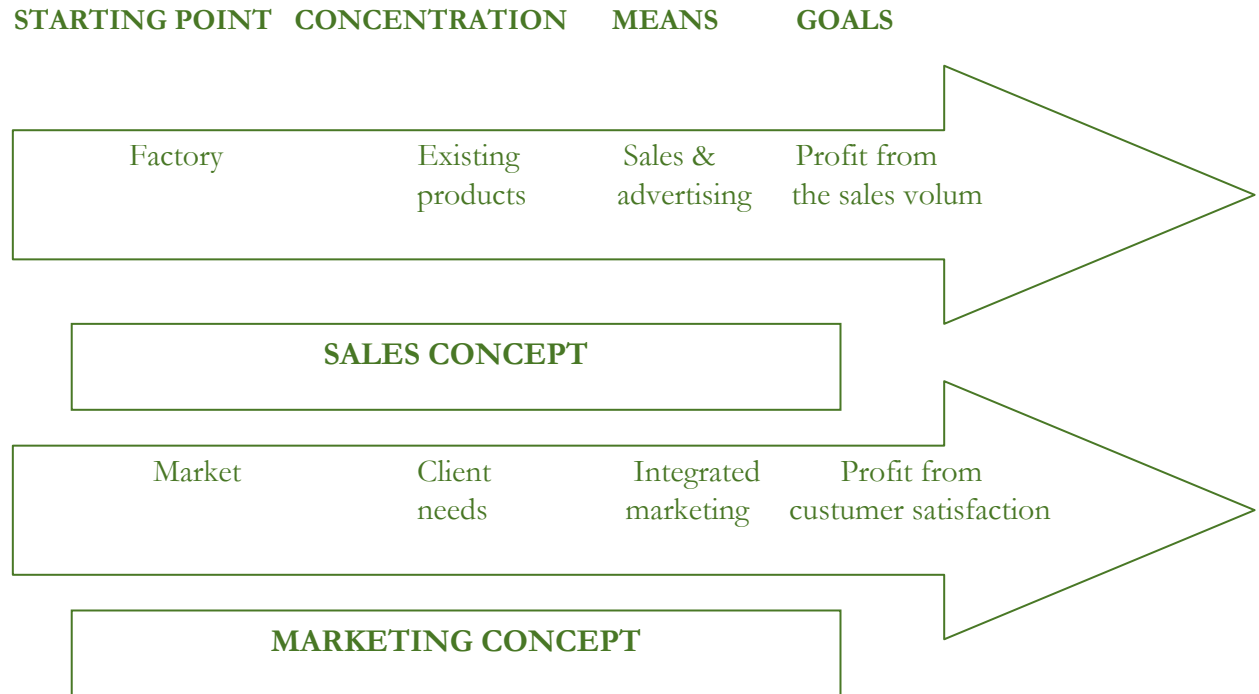 STARTING POINT CONCENTRATION MEANS GOALS
Factory Existing Sales & Profit from
products advertising the sales volum
SALES CONCEPT
Market Client Integrated Profit from
needs marketing custumer satisfaction
MARKETING CONCEPT